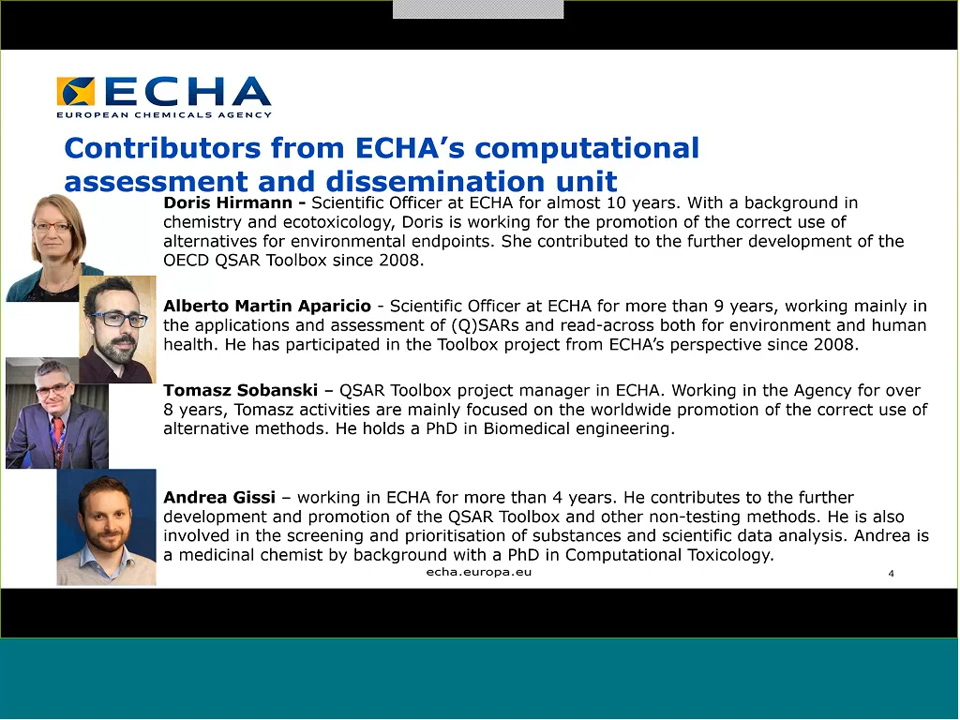 ECHA
EUROPEAN CHEMICALS AGENCY
Contributors from ECHA’s computational
assessment and dissemination unit
Doris Hirmann - Scientific Officer at ECHA for almost 10 years. With a background in
chemistry and ecotoxicology, Doris is working for the promotion of the correct use of
alternatives for environmental endpoints. She contributed to the further development of the
OECD QSAR Toolbox since 2008.
Alberto Martin Aparicio - Scientific Officer at ECHA for more than 9 years, working mainly in
the applications and assessment of (Q)SARs and read-across both for environment and human
health. He has participated in the Toolbox project from ECHA’s perspective since 2008.
Tomasz Sobanski – QSAR Toolbox project manager in ECHA. Working in the Agency for over
8 years, Tomasz activities are mainly focused on the worldwide promotion of the correct use of
alternative methods. He holds a PhD in Biomedical engineering.
Andrea Gissi – working in ECHA for more than 4 years. He contributes to the further
development and promotion of the QSAR Toolbox and other non-testing methods. He is also
involved in the screening and prioritisation of substances and scientific data analysis. Andrea is
a medicinal chemist by background with a PhD in Computational Toxicology.
echa.europa.eu
4